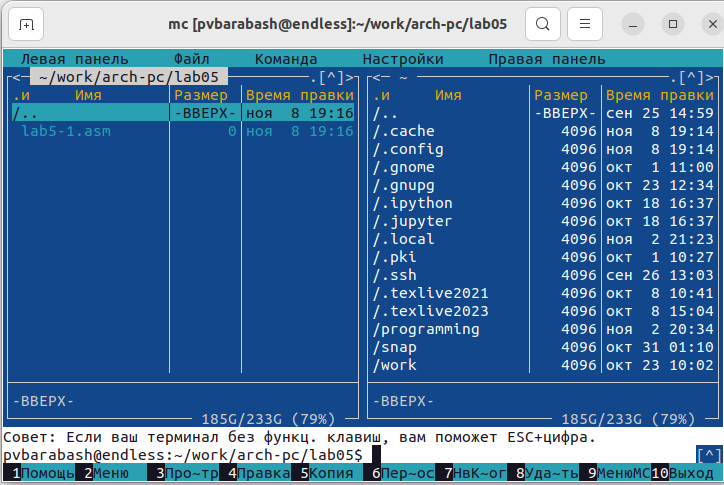 mc [pvbarabash@endless]:~/work/arch-pc/lab05
Левая панель Файл Команда Настройки Правая панель
<─ ~/work/arch-pc/lab05 .[^]>
.и Имя Размер Время правки
/.. -ВВЕРХ- ноя 8 19:16
lab5-1.asm 0 ноя 8 19:16
-ВВЕРХ-
185G/233G (79%)
<─ ~ .[^]>
.и Имя Размер Время правки
/.. -ВВЕРХ- сен 25 14:59
/.cache 4096 ноя 8 19:14
/.config 4096 ноя 8 19:14
/.gnome 4096 окт 1 11:00
/.gnupg 4096 окт 23 12:34
/.ipython 4096 окт 18 16:37
/.jupyter 4096 окт 18 16:37
/.local 4096 ноя 2 21:23
/.pki 4096 окт 1 10:27
/.ssh 4096 сен 26 13:03
/.texlive2021 4096 окт 8 10:41
/.texlive2023 4096 окт 8 15:04
/programming 4096 ноя 2 20:34
/snap 4096 окт 31 01:10
/work 4096 окт 23 10:02
-ВВЕРХ-
185G/233G (79%)
Совет: Если ваш терминал без функц. клавиш, вам поможет ESC+цифра.
pvbarabash@endless:~/work/arch-pc/lab05$ [^]
1Помощь 2Меню 3Про~тр 4Правка 5Копия 6Пер~ос 7НвК~ог 8Уда~ть 9МенюMC 10Выход